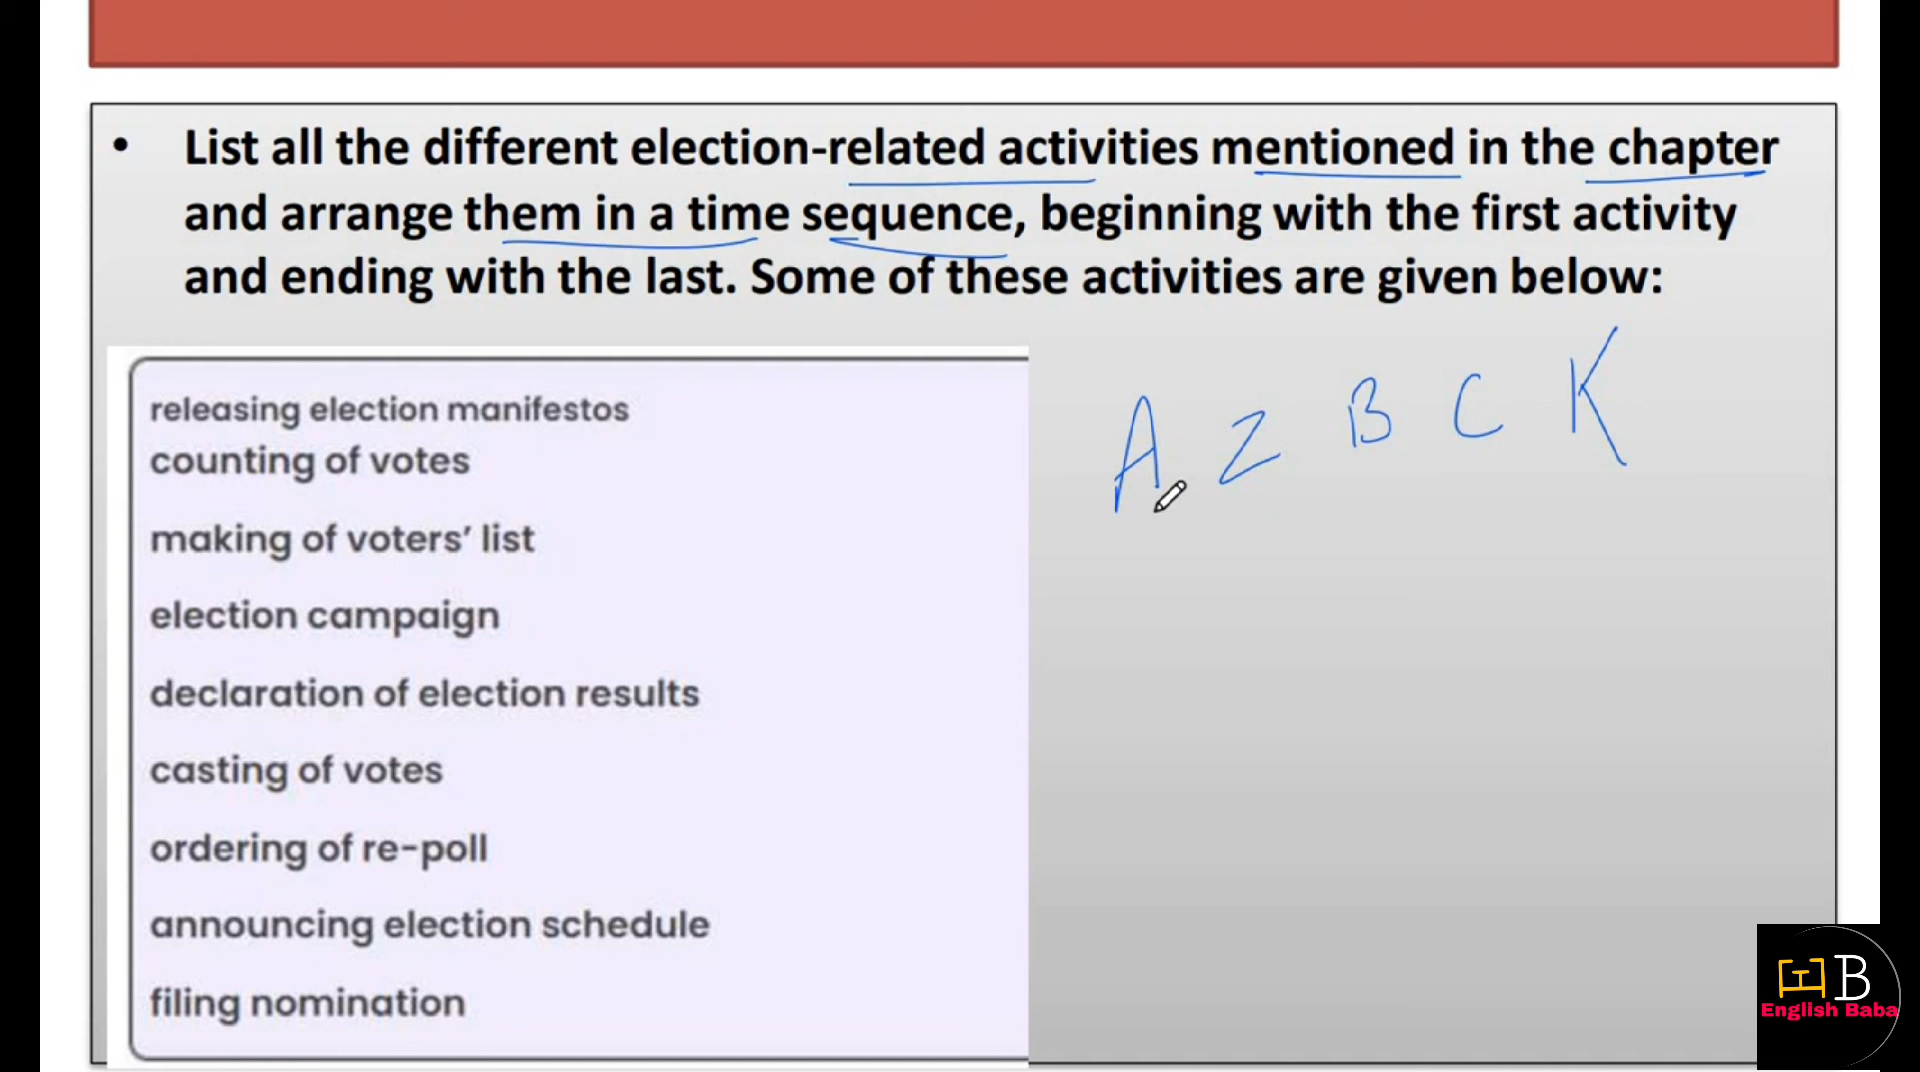 • List all the different election-related activities mentioned in the chapter
and arrange them in a time sequence, beginning with the first activity
and ending with the last. Some of these activities are given below:
A Z B C K
releasing election manifestos
counting of votes
making of voters’ list
election campaign
declaration of election results
casting of votes
ordering of re-poll
announcing election schedule
filing nomination
EB
English Baba